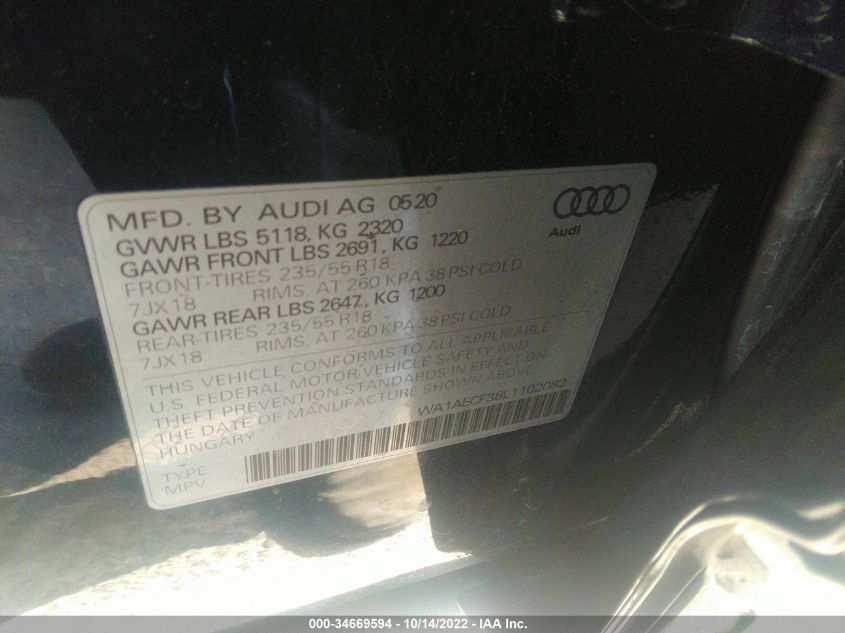 MFD. BY AUDI AG 0520
GVWR LBS 5118, KG 2320
GAWR FRONT LBS 2691, KG 1220
FRONT-TIRES 235/55 R18
7JX18 RIMS, AT 260 KPA 38 PSI COLD
GAWR REAR LBS 2647, KG 1200
REAR-TIRES 235/55 R18
7JX18 RIMS, AT 260 KPA 38 PSI COLD
THIS VEHICLE CONFORMS TO ALL APPLICABLE
U.S. FEDERAL MOTOR VEHICLE SAFETY AND
THEFT PREVENTION STANDARDS IN EFFECT ON
THE DATE OF MANUFACTURE SHOWN ABOVE
HUNGARY WA1AECF38L1102082
TYPE
MPV
Audi
000-34669594 - 10/14/2022 - IAA Inc.